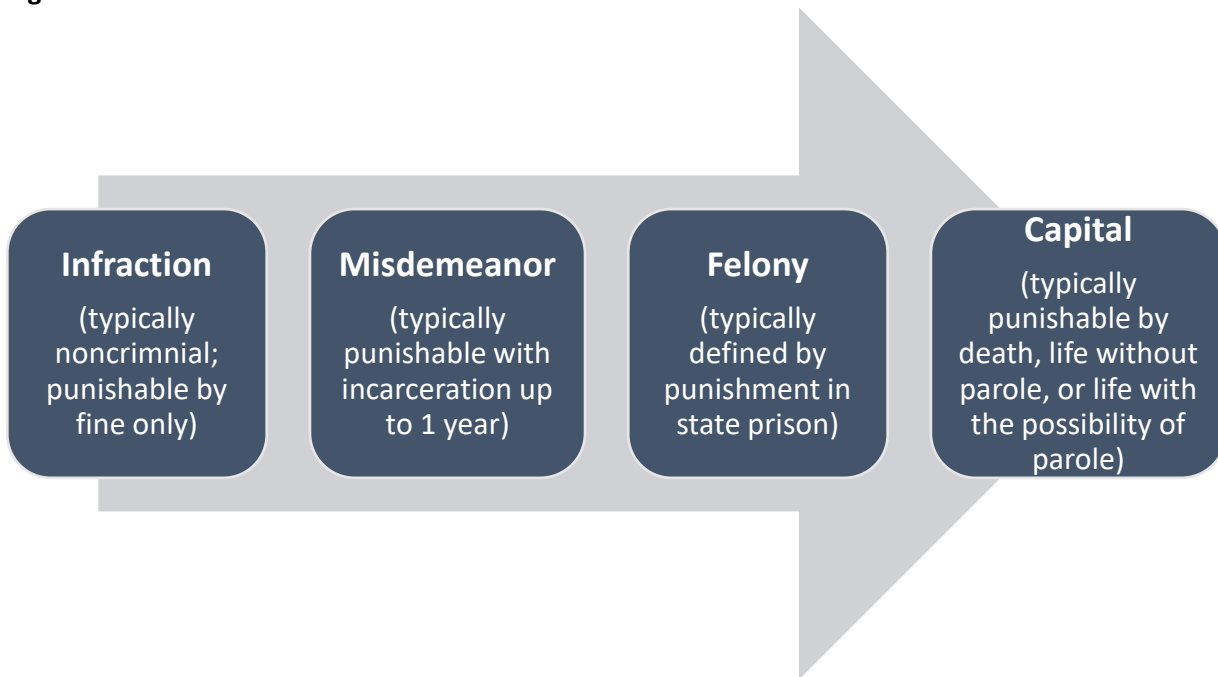 Infraction
(typically
noncrimnial;
punishable by
fine only)
Misdemeanor
(typically
punishable with
incarceration up
to 1 year)
Felony
(typically
defined by
punishment in
state prison)
Capital
(typically
punishable by
death, life without
parole, or life with
the possibility of
parole)